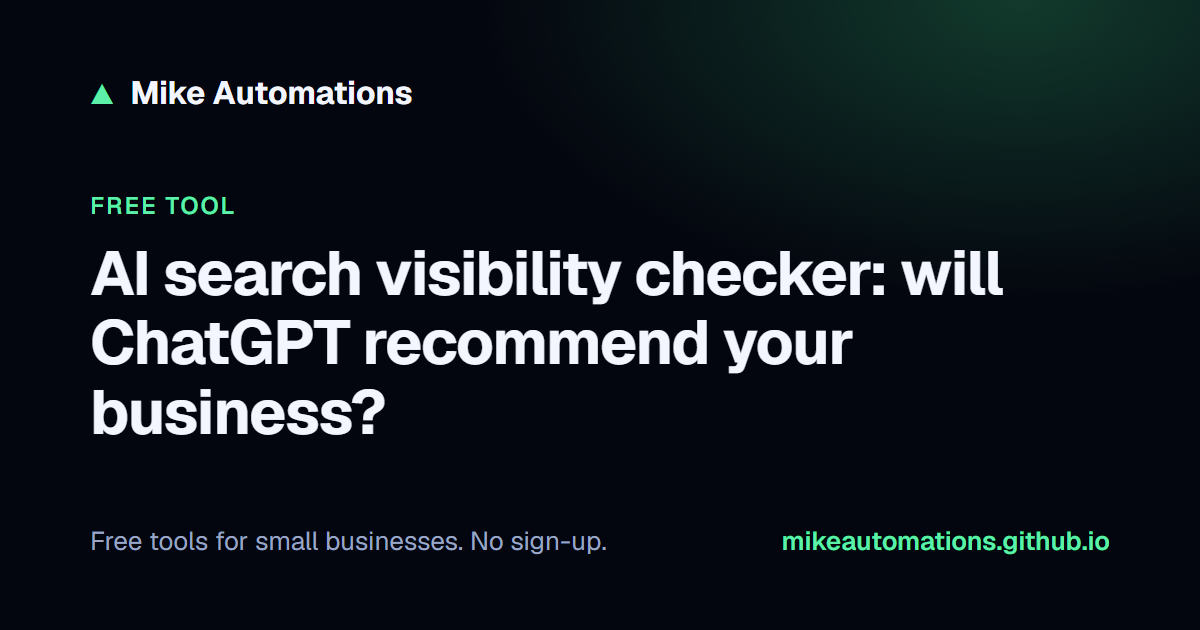 Mike Automations
FREE TOOL
AI search visibility checker: will
ChatGPT recommend your
business?
Free tools for small businesses. No sign-up.
mikeautomations.github.io